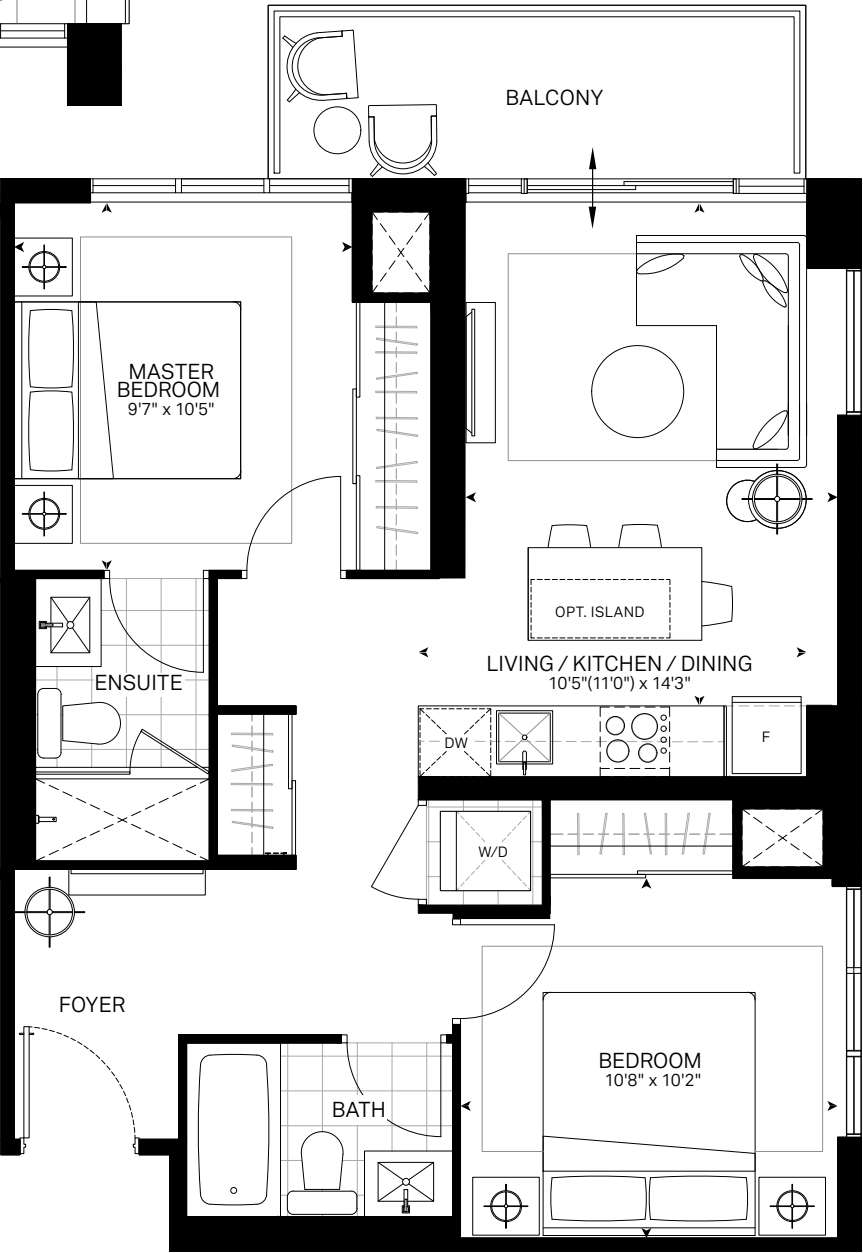 BALCONY
X
MASTER
BEDROOM
9'7" x 10'5"
OPT. ISLAND
LIVING / KITCHEN / DINING
10'5"(11'0") x 14'3"
ENSUITE
DW
F
W/D
FOYER
BEDROOM
10'8" x 10'2"
BATH